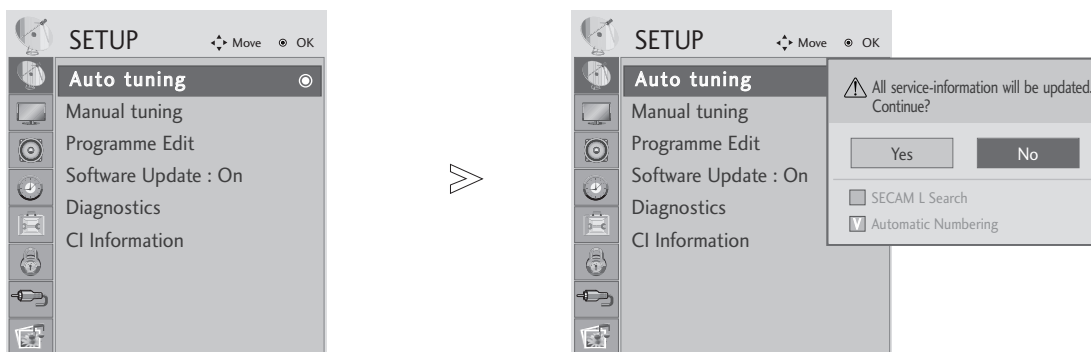 SETUP Move OK
Auto tuning
Manual tuning
Programme Edit
Software Update : On
Diagnostics
CI Information
SETUP Move OK
Auto tuning
Manual tuning
Programme Edit
Software Update : On
Diagnostics
CI Information
All service-information will be updated.
Continue?
Yes No
SECAM L Search
V Automatic Numbering